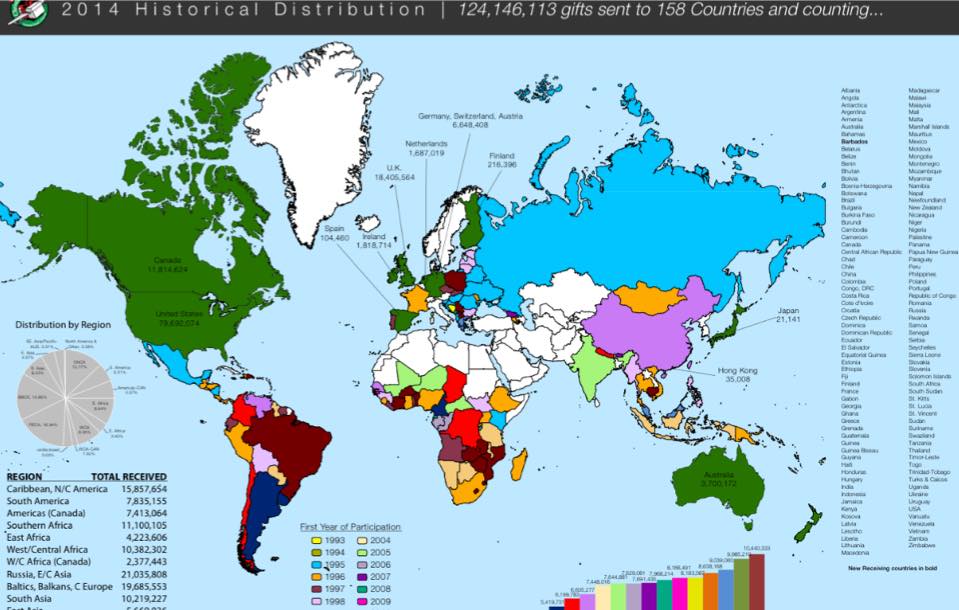 2014 Historical Distribution | 124,146,113 gifts sent to 158 Countries and counting...
Germany, Switzerland, Austria
6,648,408
Netherlands
1,687,019
Finland
216,396
U.K.
18,405,564
Spain
104,460
Ireland
1,818,714
Canada
11,814,624
United States
79,692,074
Japan
21,141
Hong Kong
35,008
Australia
3,700,172
Distribution by Region
REGION TOTAL RECEIVED
Caribbean, N/C America 15,857,654
South America 7,835,155
Americas (Canada) 7,413,064
Southern Africa 11,100,105
East Africa 4,223,606
West/Central Africa 10,382,302
W/C Africa (Canada) 2,377,443
Russia, E/C Asia 21,035,808
Baltics, Balkans, C Europe 19,685,553
South Asia 10,219,227
First Year of Participation
1993 2004
1994 2005
1995 2006
1996 2007
1997 2008
1998 2009
Albania Madagascar
Angola Malawi
Antarctica Malaysia
Argentina Mali
Armenia Malta
Australia Marshall Islands
Bahamas Mauritius
Barbados Mexico
Belarus Moldova
Belize Mongolia
Benin Montenegro
Bhutan Mozambique
Bolivia Myanmar
Bosnia-Herzegovina Namibia
Botswana Nepal
Brazil Newfoundland
Bulgaria New Zealand
Burkina Faso Nicaragua
Burundi Niger
Cambodia Nigeria
Cameroon Palestine
Canada Panama
Central African Republic Papua New Guinea
Chad Paraguay
Chile Peru
China Philippines
Colombia Poland
Congo, DRC Portugal
Costa Rica Republic of Congo
Cote d'Ivoire Romania
Croatia Russia
Czech Republic Rwanda
Dominica Samoa
Dominican Republic Senegal
Ecuador Serbia
El Salvador Seychelles
Equatorial Guinea Sierra Leone
Estonia Slovakia
Ethiopia Slovenia
Fiji Solomon Islands
Finland South Africa
France South Sudan
Gabon St. Kitts
Georgia St. Lucia
Ghana St. Vincent
Greece Sudan
Grenada Suriname
Guatemala Swaziland
Guinea Tanzania
Guinea Bissau Thailand
Guyana Timor-Leste
Haiti Togo
Honduras Trinidad-Tobago
Hungary Turks & Caicos
India Uganda
Indonesia Ukraine
Jamaica Uruguay
Kenya USA
Kosovo Vanuatu
Latvia Venezuela
Lesotho Vietnam
Liberia Zambia
Lithuania Zimbabwe
Macedonia
New Receiving countries in bold